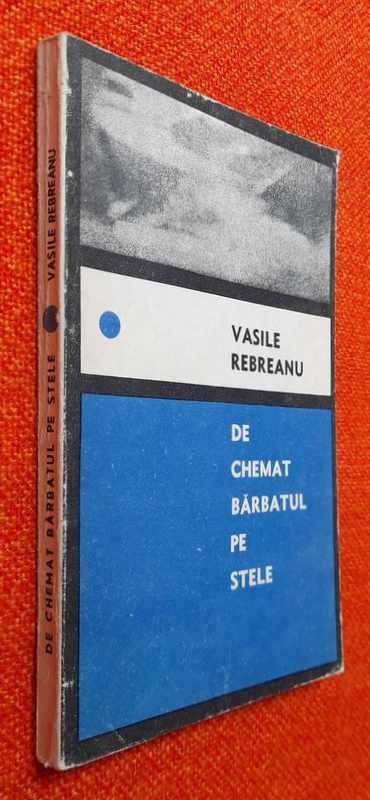 VASILE
REBREANU
DE
CHEMAT
BĂRBATUL
PE
STELE
DE CHEMAT BĂRBATUL PE STELE VASILE REBREANU